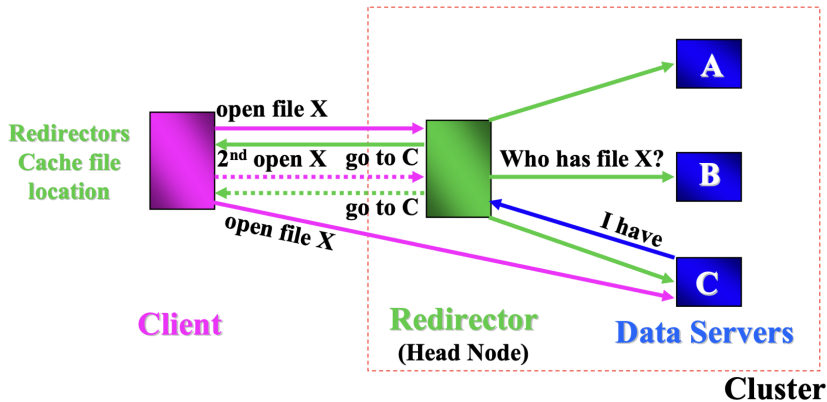 open file X
A
Redirectors
Cache file
location
2nd open X
go to C
Who has file X?
B
go to C
open file X
I have
C
Client
Redirector
(Head Node)
Data Servers
Cluster